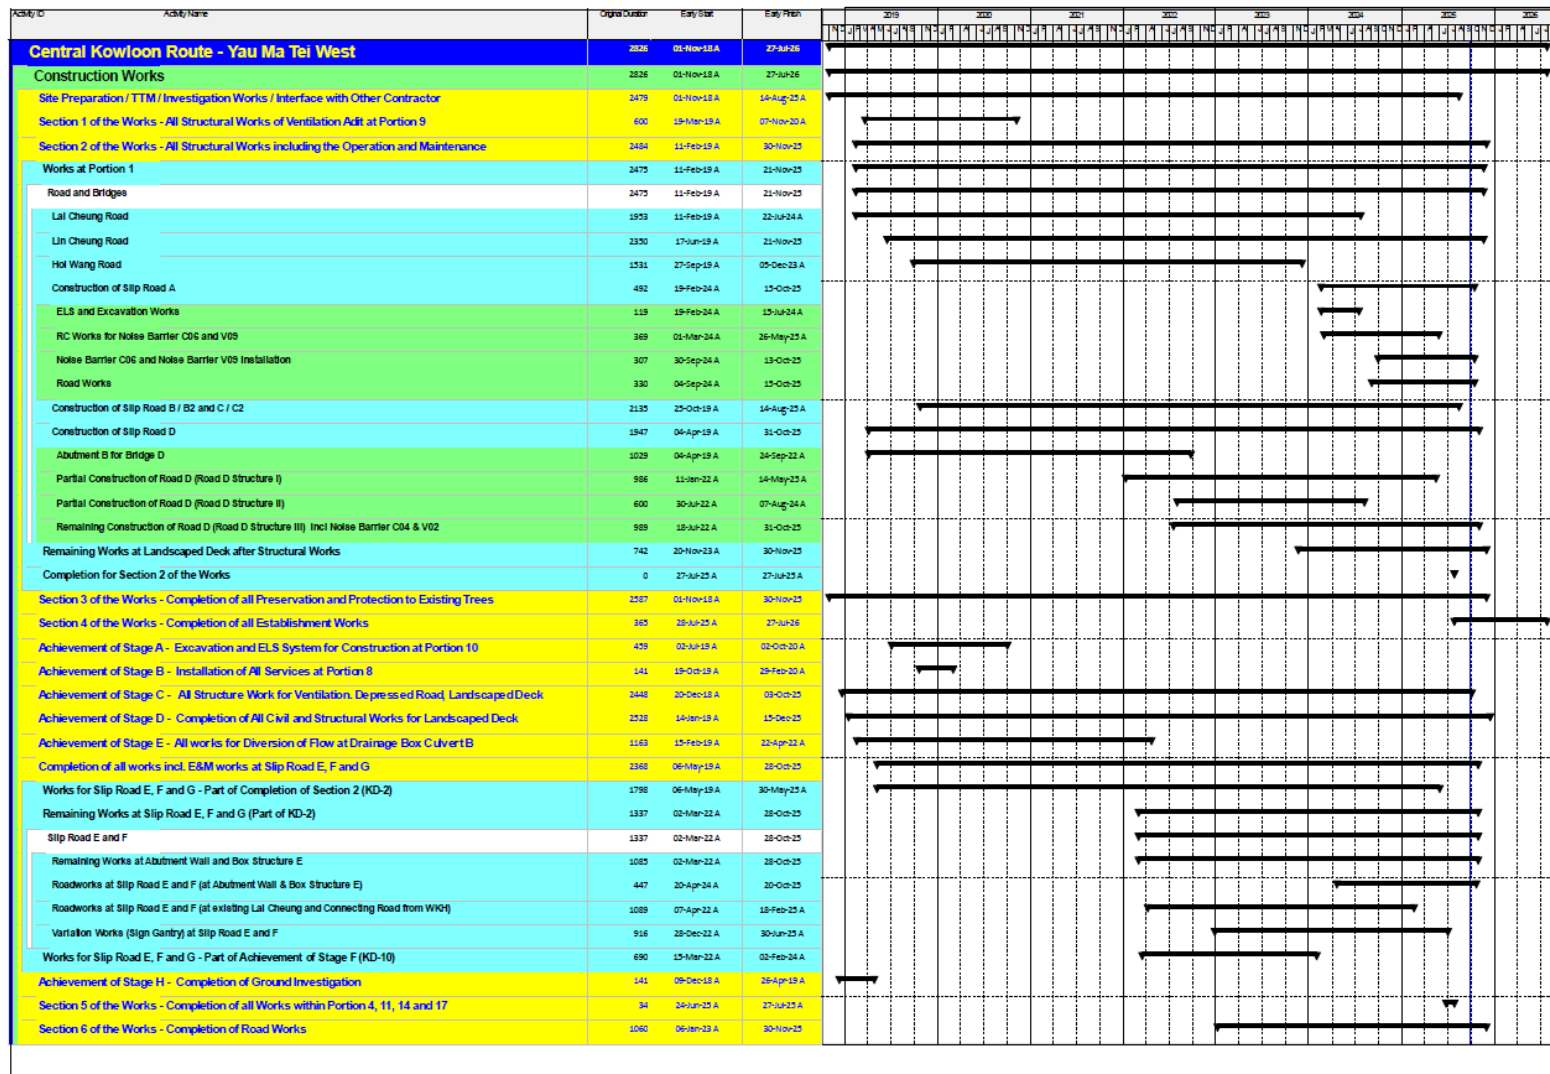 Activity ID Activity Name Original Duration Early Start Early Finish 2019 2020 2021 2022 2023 2024 2025 2026
Central Kowloon Route - Yau Ma Tei West 2826 01-Nov-18 A 27-Jul-26
Construction Works 2826 01-Nov-18 A 27-Jul-26
Site Preparation / TTM / Investigation Works / Interface with Other Contractor 2479 01-Nov-18 A 14-Aug-25 A
Section 1 of the Works - All Structural Works of Ventilation Adit at Portion 9 600 19-Mar-19 A 07-Nov-20 A
Section 2 of the Works - All Structural Works including the Operation and Maintenance 2484 11-Feb-19 A 30-Nov-25
Works at Portion 1 2475 11-Feb-19 A 21-Nov-25
Road and Bridges 2475 11-Feb-19 A 21-Nov-25
Lai Cheung Road 1953 11-Feb-19 A 22-Jul-24 A
Lin Cheung Road 2350 17-Jun-19 A 21-Nov-25
Hoi Wang Road 1531 27-Sep-19 A 05-Dec-23 A
Construction of Slip Road A 492 19-Feb-24 A 15-Oct-25
ELS and Excavation Works 119 19-Feb-24 A 15-Jul-24 A
RC Works for Noise Barrier C06 and V09 369 01-Mar-24 A 26-May-25 A
Noise Barrier C06 and Noise Barrier V09 Installation 307 30-Sep-24 A 13-Oct-25
Road Works 330 04-Sep-24 A 15-Oct-25
Construction of Slip Road B / B2 and C / C2 2135 25-Oct-19 A 14-Aug-25 A
Construction of Slip Road D 1947 04-Apr-19 A 31-Oct-25
Abutment B for Bridge D 1029 04-Apr-19 A 24-Sep-22 A
Partial Construction of Road D (Road D Structure I) 986 11-Jan-22 A 14-May-25 A
Partial Construction of Road D (Road D Structure II) 600 30-Jul-22 A 07-Aug-24 A
Remaining Construction of Road D (Road D Structure III) Incl Noise Barrier C04 & V02 989 18-Jul-22 A 31-Oct-25
Remaining Works at Landscaped Deck after Structural Works 742 20-Nov-23 A 30-Nov-25
Completion for Section 2 of the Works 0 27-Jul-25 A 27-Jul-25 A
Section 3 of the Works - Completion of all Preservation and Protection to Existing Trees 2587 01-Nov-18 A 30-Nov-25
Section 4 of the Works - Completion of all Establishment Works 365 28-Jul-25 A 27-Jul-26
Achievement of Stage A - Excavation and ELS System for Construction at Portion 10 459 02-Jul-19 A 02-Oct-20 A
Achievement of Stage B - Installation of All Services at Portion 8 141 19-Oct-19 A 29-Feb-20 A
Achievement of Stage C - All Structure Work for Ventilation. Depressed Road, Landscaped Deck 2448 20-Dec-18 A 03-Oct-25
Achievement of Stage D - Completion of All Civil and Structural Works for Landscaped Deck 2528 14-Jan-19 A 15-Dec-25
Achievement of Stage E - All works for Diversion of Flow at Drainage Box Culvert B 1163 15-Feb-19 A 22-Apr-22 A
Completion of all works incl. E&M works at Slip Road E, F and G 2368 06-May-19 A 28-Oct-25
Works for Slip Road E, F and G - Part of Completion of Section 2 (KD-2) 1798 06-May-19 A 30-May-25 A
Remaining Works at Slip Road E, F and G (Part of KD-2) 1337 02-Mar-22 A 28-Oct-25
Slip Road E and F 1337 02-Mar-22 A 28-Oct-25
Remaining Works at Abutment Wall and Box Structure E 1085 02-Mar-22 A 28-Oct-25
Roadworks at Slip Road E and F (at Abutment Wall & Box Structure E) 447 20-Apr-24 A 20-Oct-25
Roadworks at Slip Road E and F (at existing Lai Cheung and Connecting Road from WKH) 1089 07-Apr-22 A 18-Feb-25 A
Variation Works (Sign Gantry) at Slip Road E and F 916 28-Dec-22 A 30-Jun-25 A
Works for Slip Road E, F and G - Part of Achievement of Stage F (KD-10) 690 15-Mar-22 A 02-Feb-24 A
Achievement of Stage H - Completion of Ground Investigation 141 09-Dec-18 A 26-Apr-19 A
Section 5 of the Works - Completion of all Works within Portion 4, 11, 14 and 17 34 24-Jun-25 A 27-Jul-25 A
Section 6 of the Works - Completion of Road Works 1060 06-Jan-23 A 30-Nov-25